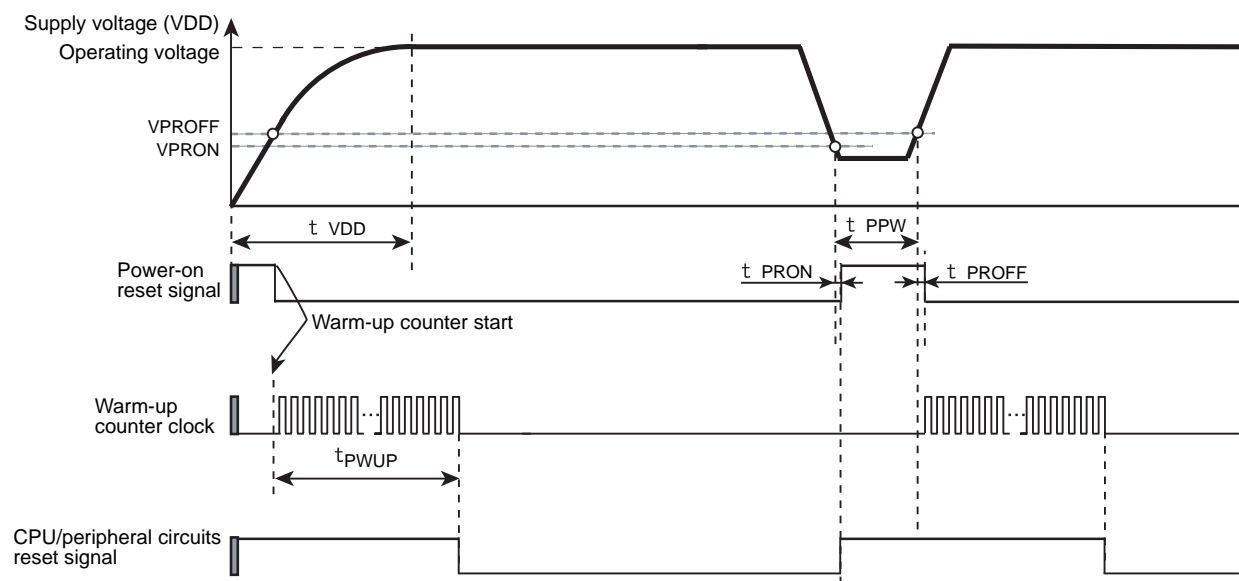 Supply voltage (VDD)
Operating voltage
VPROFF
VPRON
t VDD
t PPW
Power-on
reset signal
t PRON
t PROFF
Warm-up counter start
Warm-up
counter clock
...
...
tPWUP
CPU/peripheral circuits
reset signal